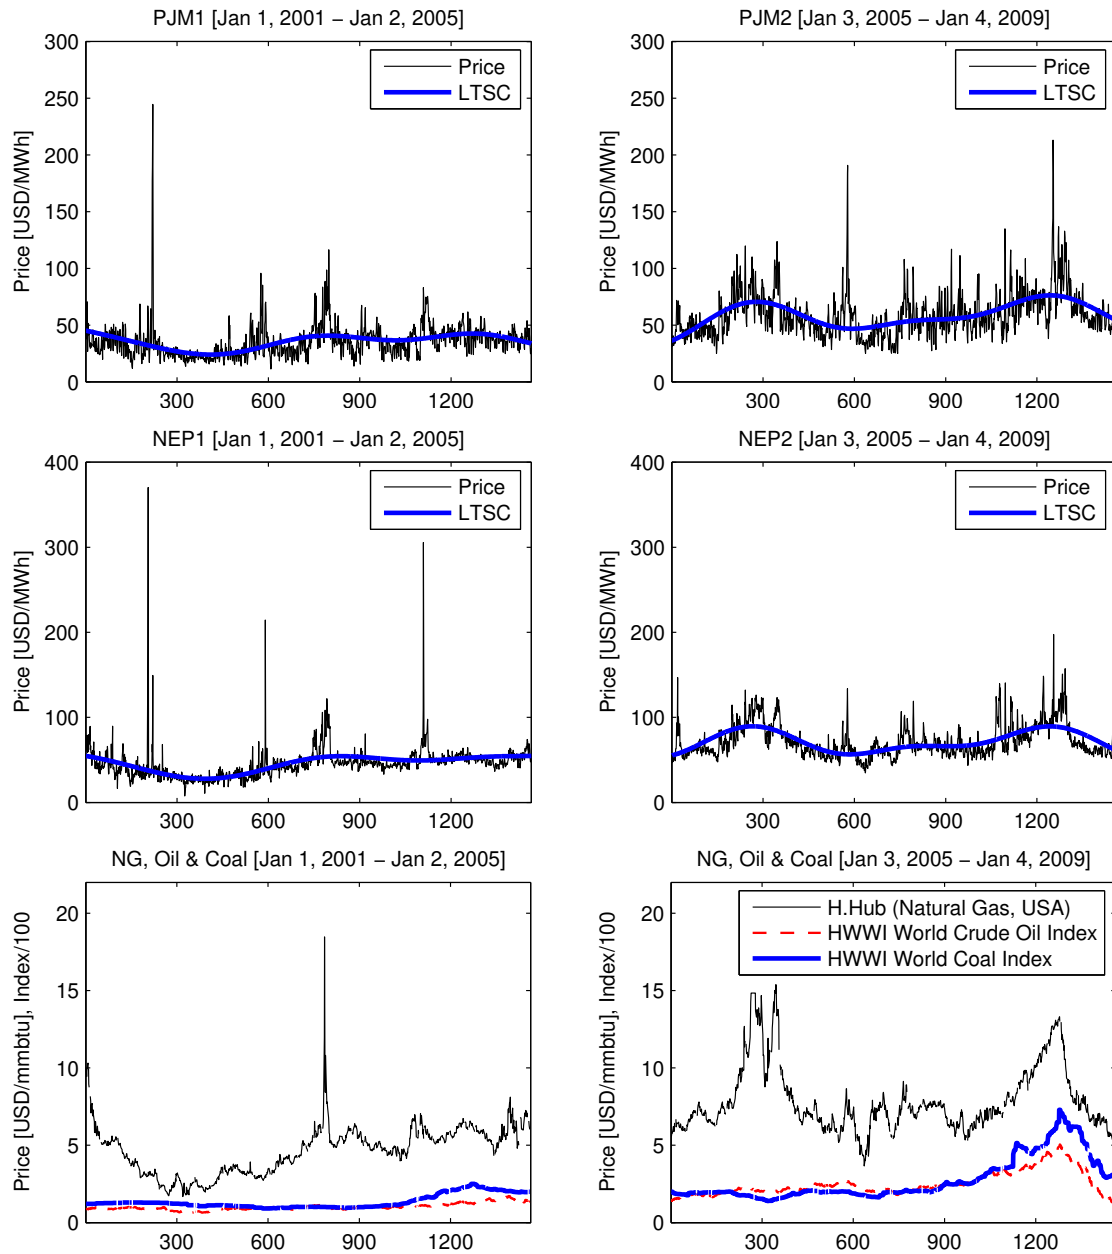 PJM1 [Jan 1, 2001 − Jan 2, 2005]
300
250
200
150
100
50
0
300 600 900 1200
Price [USD/MWh]
Price
LTSC
PJM2 [Jan 3, 2005 − Jan 4, 2009]
300
250
200
150
100
50
0
300 600 900 1200
Price [USD/MWh]
Price
LTSC
NEP1 [Jan 1, 2001 − Jan 2, 2005]
400
300
200
100
0
300 600 900 1200
Price [USD/MWh]
Price
LTSC
NEP2 [Jan 3, 2005 − Jan 4, 2009]
400
300
200
100
0
300 600 900 1200
Price [USD/MWh]
Price
LTSC
NG, Oil & Coal [Jan 1, 2001 − Jan 2, 2005]
20
15
10
5
0
300 600 900 1200
Price [USD/mmbtu], Index/100
NG, Oil & Coal [Jan 3, 2005 − Jan 4, 2009]
20
15
10
5
0
300 600 900 1200
Price [USD/mmbtu], Index/100
H.Hub (Natural Gas, USA)
HWWI World Crude Oil Index
HWWI World Coal Index